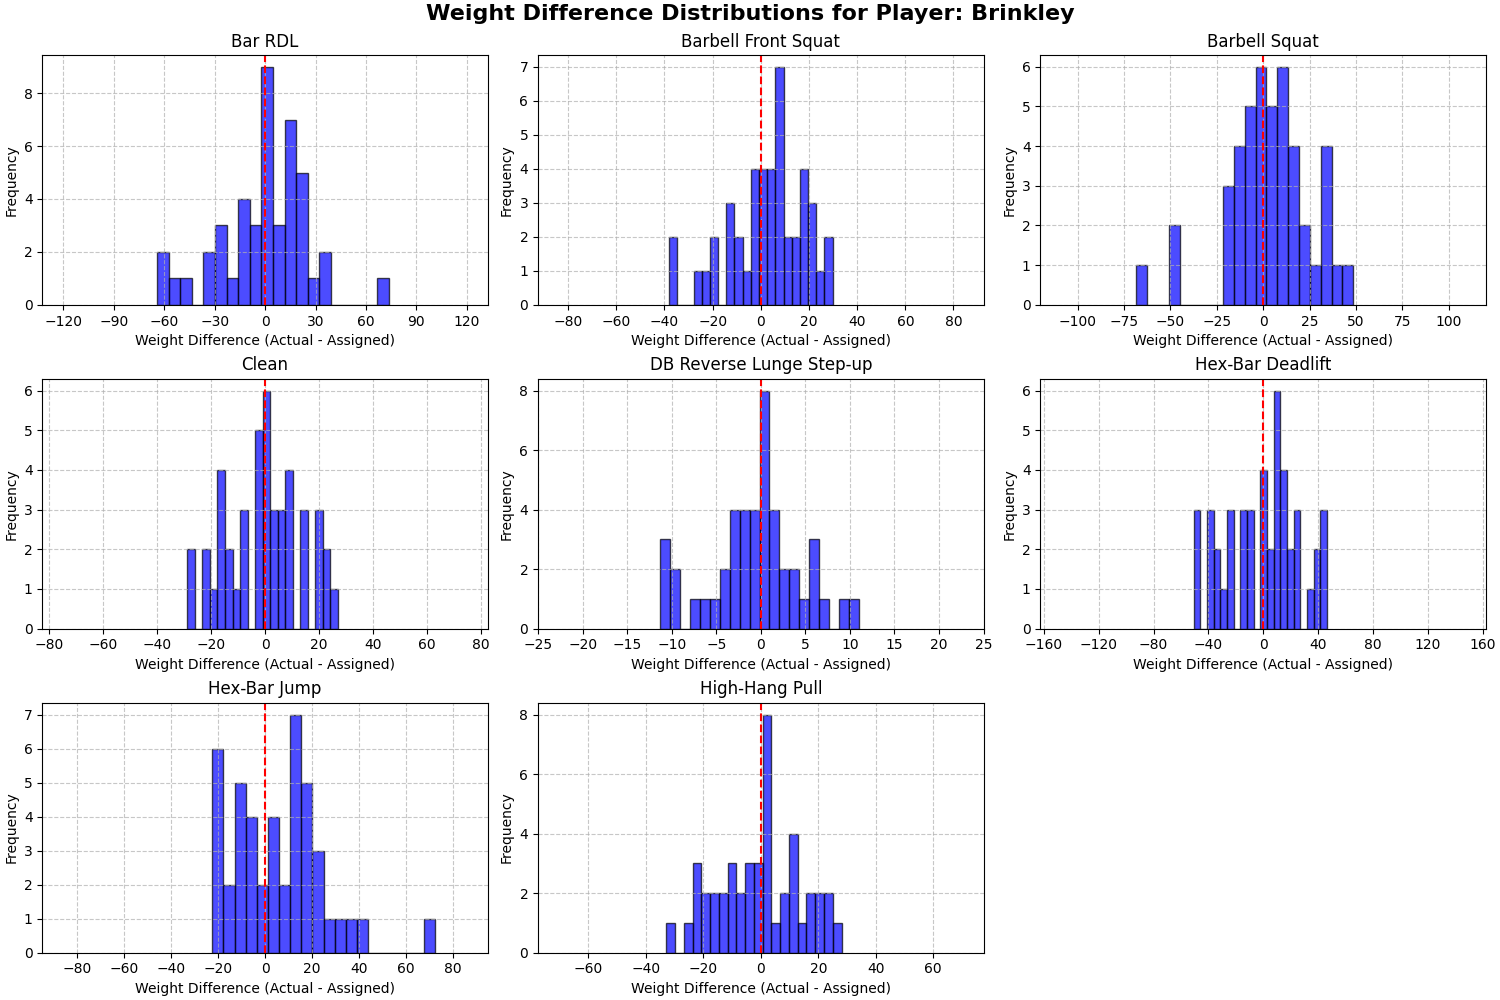 Weight Difference Distributions for Player: Brinkley
Bar RDL
Frequency
0
2
4
6
8
−120 −90 −60 −30 0 30 60 90 120
Weight Difference (Actual - Assigned)
Barbell Front Squat
Frequency
0
1
2
3
4
5
6
7
−80 −60 −40 −20 0 20 40 60 80
Weight Difference (Actual - Assigned)
Barbell Squat
Frequency
0
1
2
3
4
5
6
−100 −75 −50 −25 0 25 50 75 100
Weight Difference (Actual - Assigned)
Clean
Frequency
0
1
2
3
4
5
6
−80 −60 −40 −20 0 20 40 60 80
Weight Difference (Actual - Assigned)
DB Reverse Lunge Step-up
Frequency
0
2
4
6
8
−25 −20 −15 −10 −5 0 5 10 15 20 25
Weight Difference (Actual - Assigned)
Hex-Bar Deadlift
Frequency
0
1
2
3
4
5
6
−160 −120 −80 −40 0 40 80 120 160
Weight Difference (Actual - Assigned)
Hex-Bar Jump
Frequency
0
1
2
3
4
5
6
7
−80 −60 −40 −20 0 20 40 60 80
Weight Difference (Actual - Assigned)
High-Hang Pull
Frequency
0
2
4
6
8
−60 −40 −20 0 20 40 60
Weight Difference (Actual - Assigned)